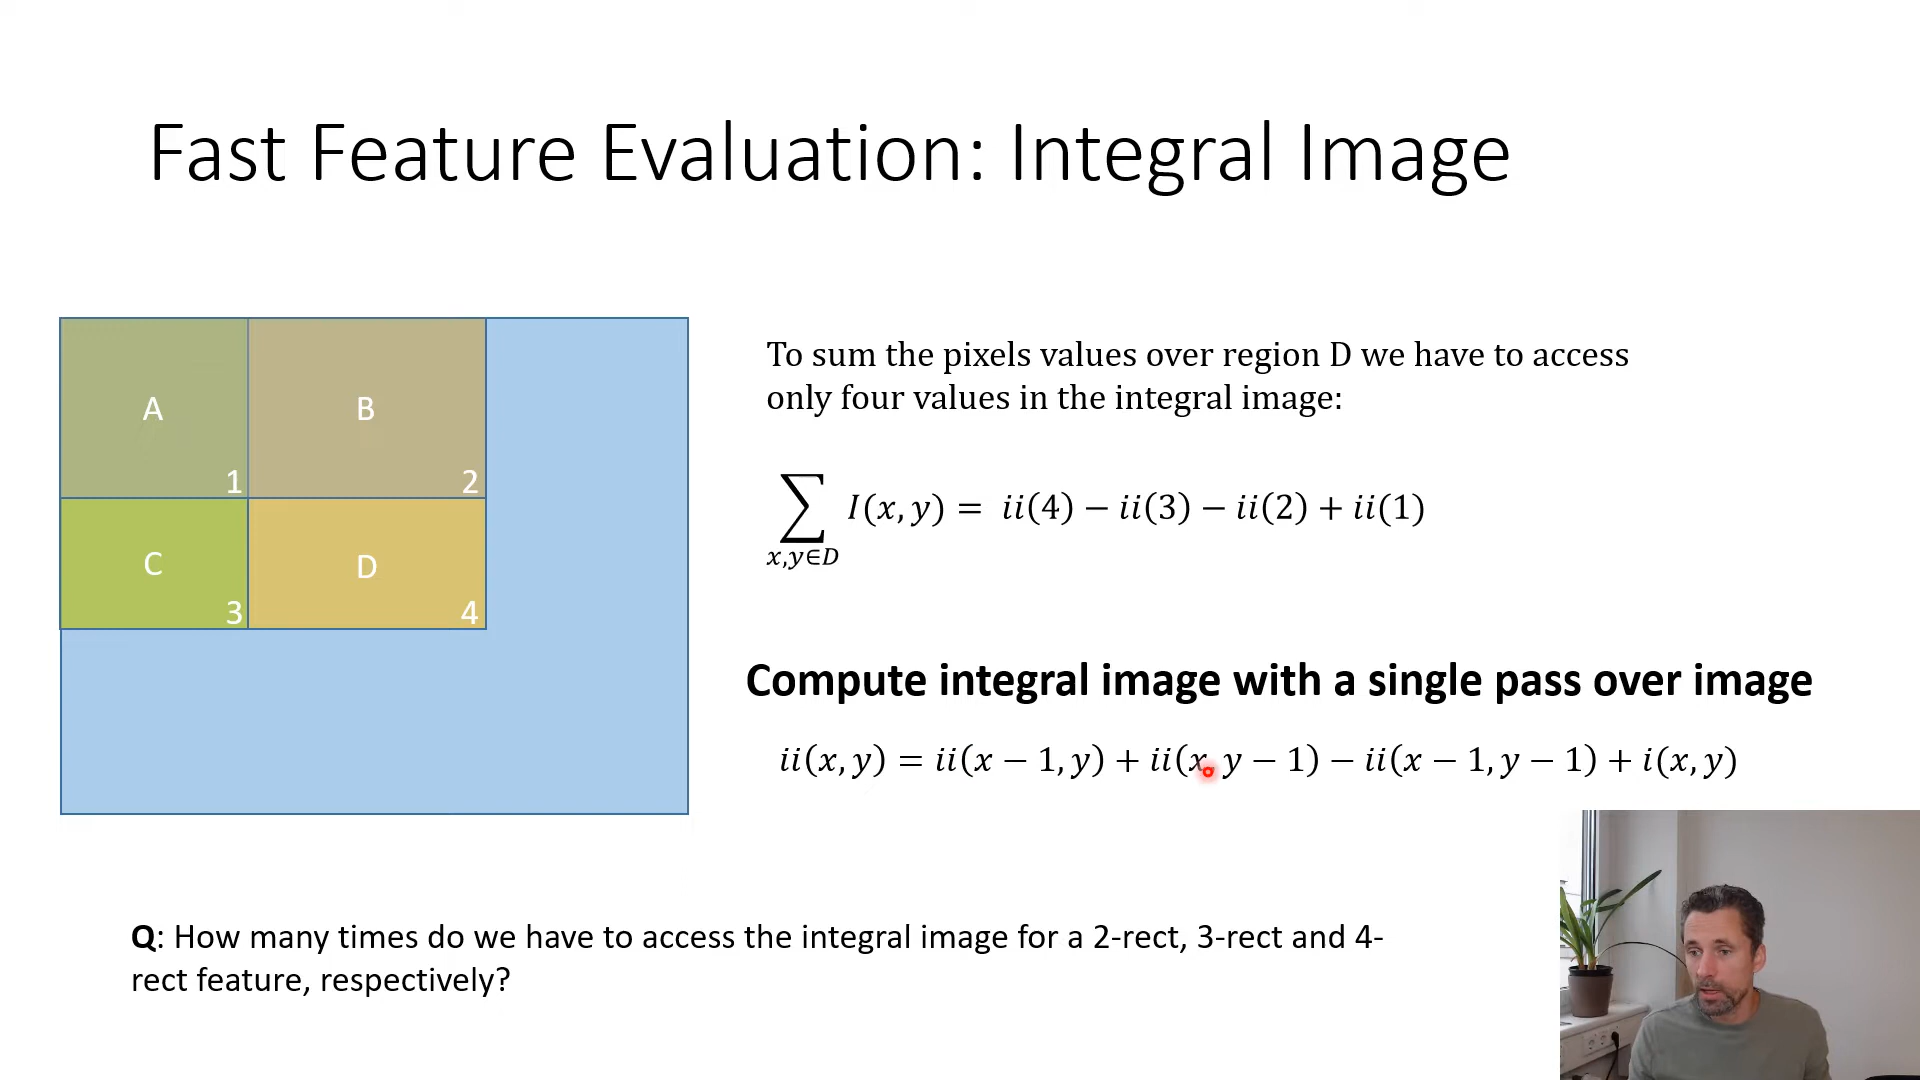 Fast Feature Evaluation: Integral Image
A
B
1
2
C
D
3
4
To sum the pixels values over region D we have to access
only four values in the integral image:
∑ I(x, y) = ii(4) − ii(3) − ii(2) + ii(1)
x,y∈D
Compute integral image with a single pass over image
ii(x, y) = ii(x − 1, y) + ii(x, y − 1) − ii(x − 1, y − 1) + i(x, y)
Q: How many times do we have to access the integral image for a 2-rect, 3-rect and 4-
rect feature, respectively?